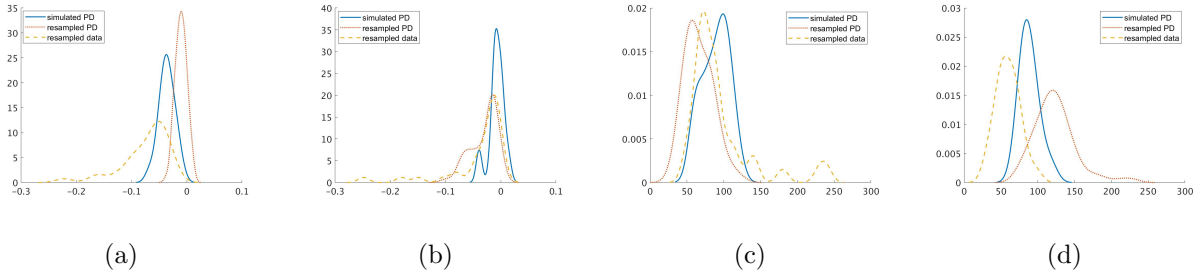 35
30
25
20
15
10
5
0
simulated PD
resampled PD
resampled data
−0.3 −0.2 −0.1 0 0.1
(a)
40
35
30
25
20
15
10
5
0
simulated PD
resampled PD
resampled data
−0.3 −0.2 −0.1 0 0.1
(b)
0.02
0.015
0.01
0.005
0
simulated PD
resampled PD
resampled data
0 50 100 150 200 250 300
(c)
0.03
0.025
0.02
0.015
0.01
0.005
0
simulated PD
resampled PD
resampled data
0 50 100 150 200 250 300
(d)